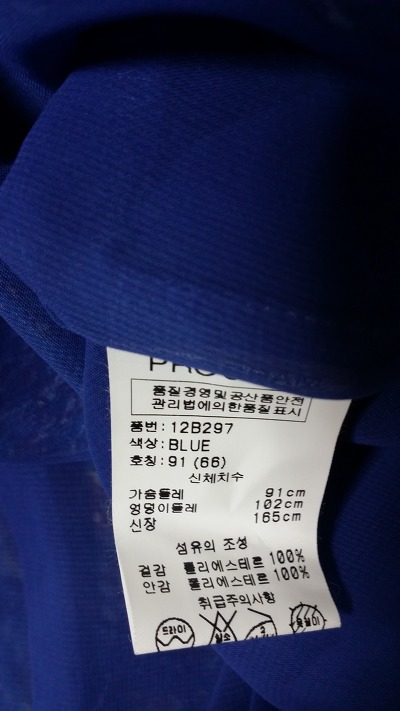 품질경영및공산품안전
관리법에의한품질표시
품번: 12B297
색상: BLUE
호칭: 91 (66)
신체치수
가슴둘레 91cm
엉덩이둘레 102cm
신장 165cm
섬유의 조성
겉감 폴리에스테르 100%
안감 폴리에스테르 100%
취급주의사항
드라이